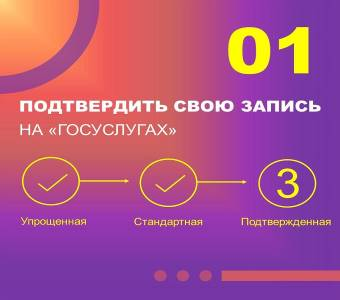 01
ПОДТВЕРДИТЬ СВОЮ ЗАПИСЬ
НА «ГОСУСЛУГАХ»
3
Упрощенная Стандартная Подтвержденная